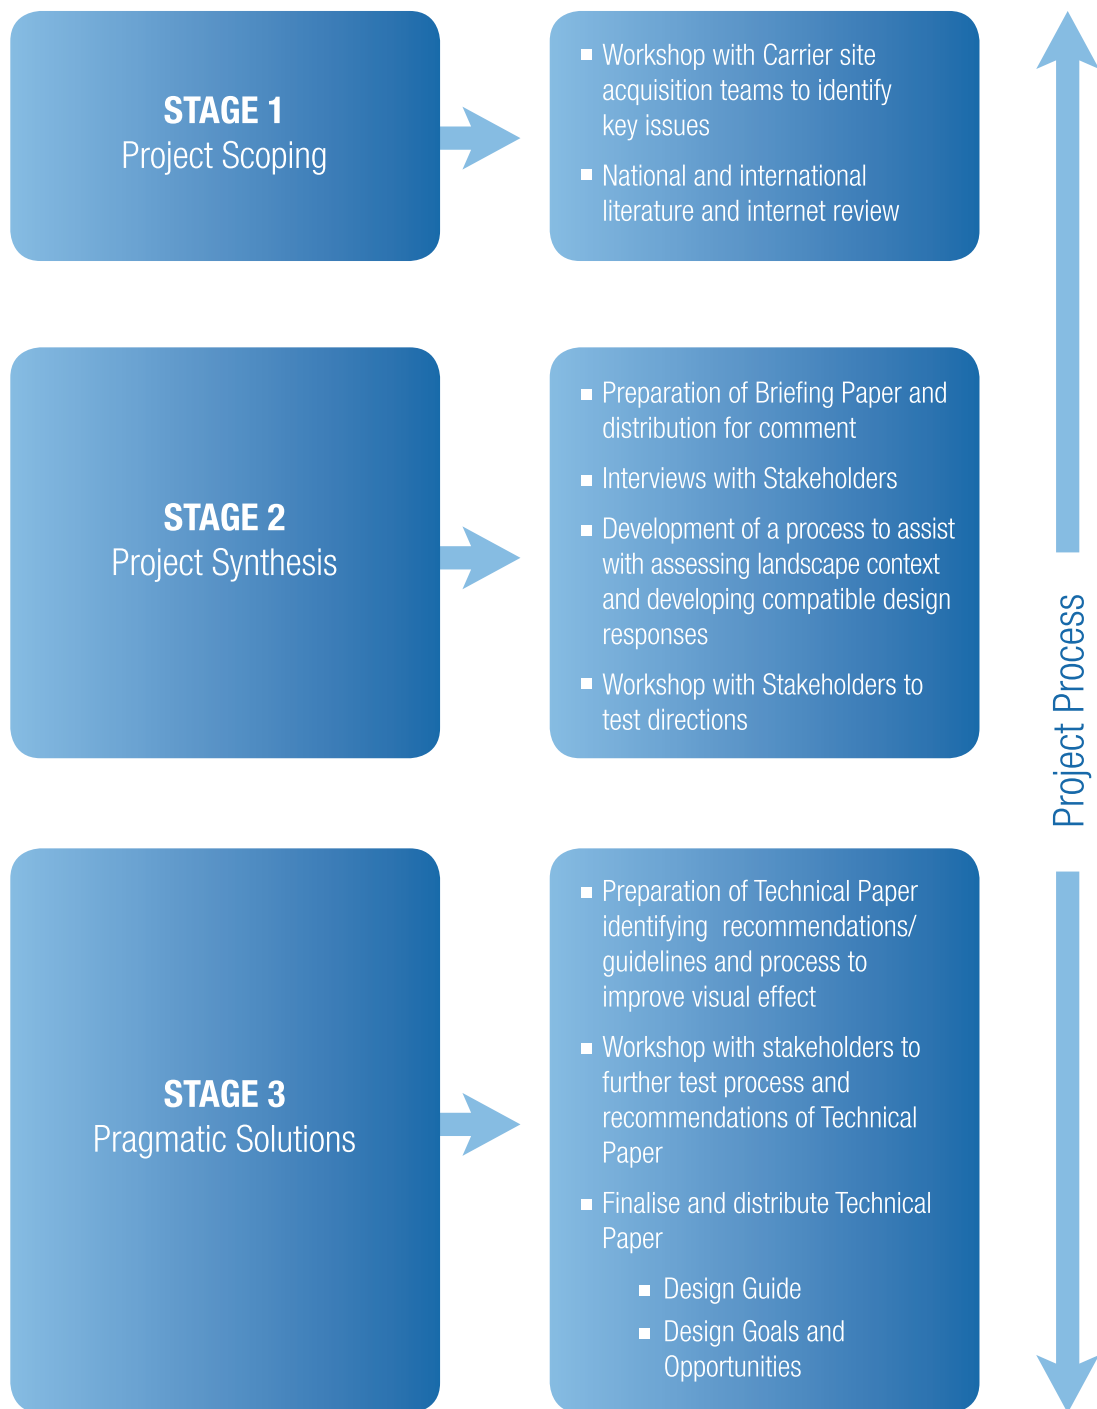 STAGE 1
Project Scoping
Workshop with Carrier site
acquisition teams to identify
key issues
National and international
literature and internet review
STAGE 2
Project Synthesis
Preparation of Briefing Paper and
distribution for comment
Interviews with Stakeholders
Development of a process to assist
with assessing landscape context
and developing compatible design
responses
Workshop with Stakeholders to
test directions
STAGE 3
Pragmatic Solutions
Preparation of Technical Paper
identifying  recommendations/
guidelines and process to
improve visual effect
Workshop with stakeholders to
further test process and
recommendations of Technical
Paper
Finalise and distribute Technical
Paper
Design Guide
Design Goals and
Opportunities
Project Process